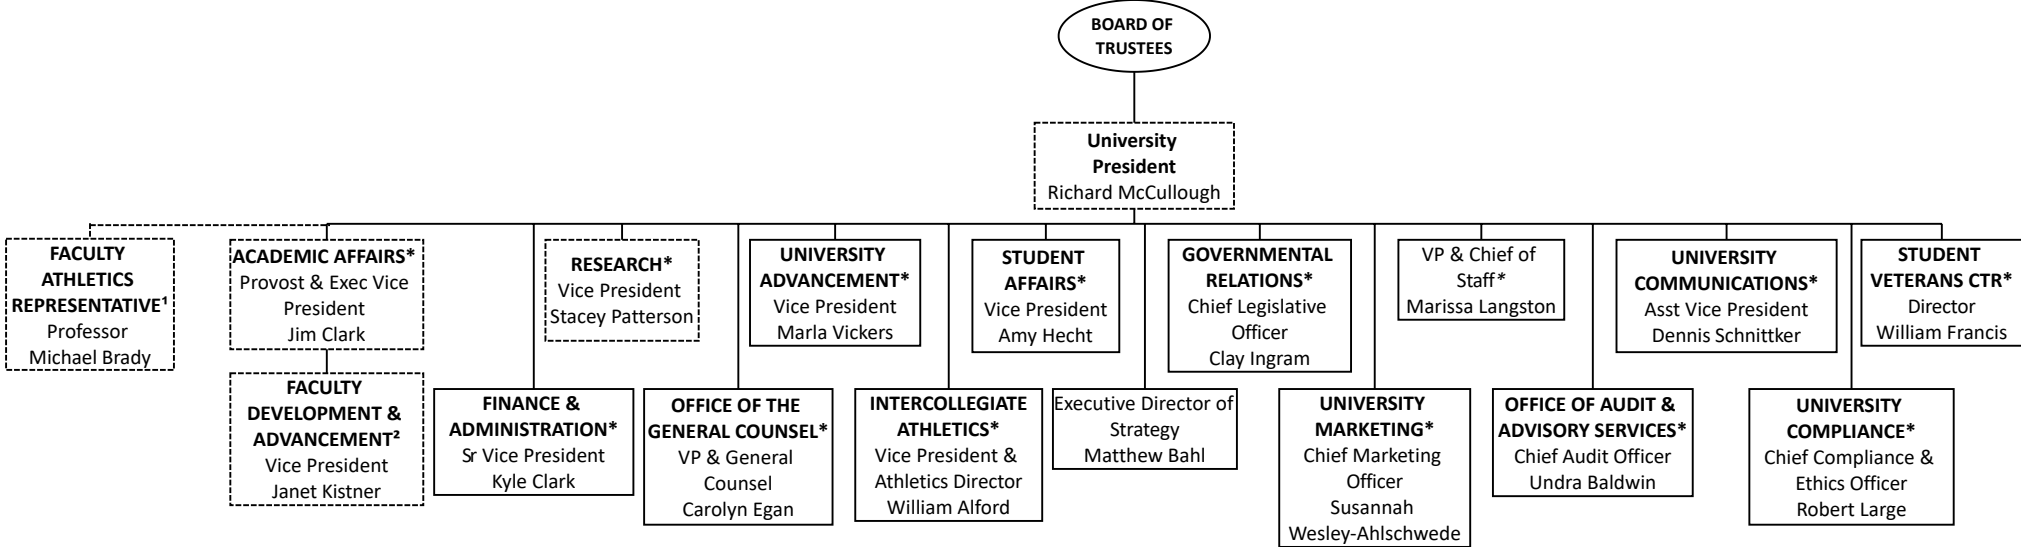 BOARD OF
TRUSTEES
University
President
Richard McCullough
FACULTY
ATHLETICS
REPRESENTATIVE¹
Professor
Michael Brady
ACADEMIC AFFAIRS*
Provost & Exec Vice
President
Jim Clark
RESEARCH*
Vice President
Stacey Patterson
UNIVERSITY
ADVANCEMENT*
Vice President
Marla Vickers
STUDENT
AFFAIRS*
Vice President
Amy Hecht
GOVERNMENTAL
RELATIONS*
Chief Legislative
Officer
Clay Ingram
VP & Chief of
Staff*
Marissa Langston
UNIVERSITY
COMMUNICATIONS*
Asst Vice President
Dennis Schnittker
STUDENT
VETERANS CTR*
Director
William Francis
FACULTY
DEVELOPMENT &
ADVANCEMENT²
Vice President
Janet Kistner
FINANCE &
ADMINISTRATION*
Sr Vice President
Kyle Clark
OFFICE OF THE
GENERAL COUNSEL*
VP & General
Counsel
Carolyn Egan
INTERCOLLEGIATE
ATHLETICS*
Vice President &
Athletics Director
William Alford
Executive Director of
Strategy
Matthew Bahl
UNIVERSITY
MARKETING*
Chief Marketing
Officer
Susannah
Wesley-Ahlschwede
OFFICE OF AUDIT &
ADVISORY SERVICES*
Chief Audit Officer
Undra Baldwin
UNIVERSITY
COMPLIANCE*
Chief Compliance &
Ethics Officer
Robert Large